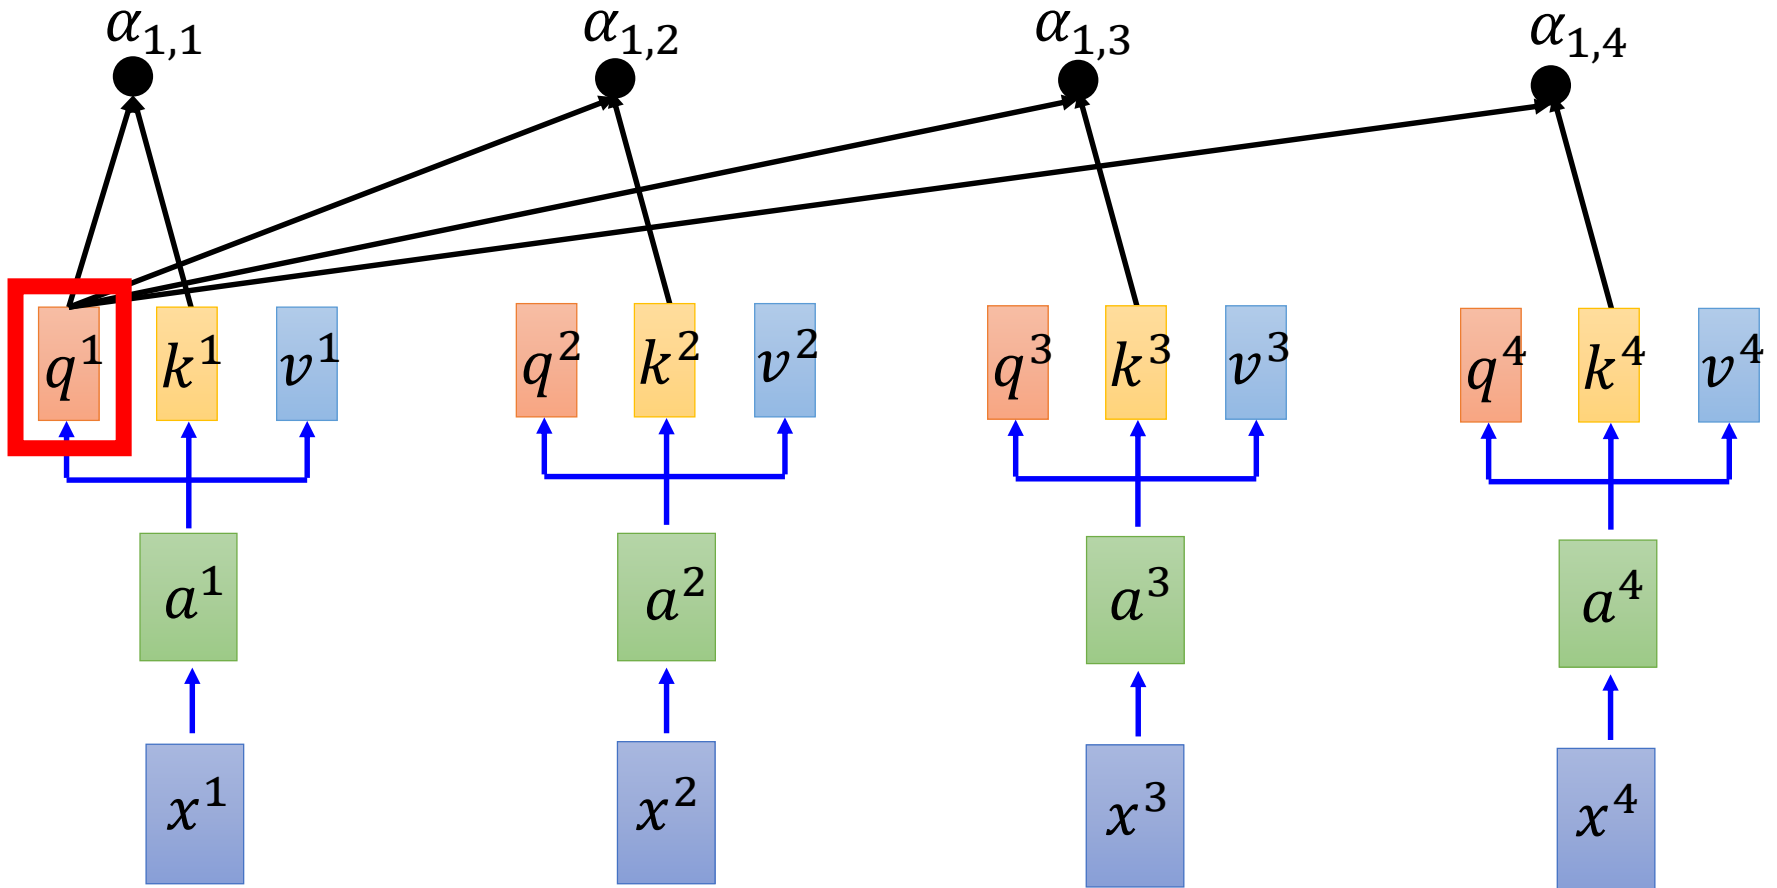 α₁,₁ α₁,₂ α₁,₃ α₁,₄
q¹ k¹ v¹ q² k² v² q³ k³ v³ q⁴ k⁴ v⁴
a¹ a² a³ a⁴
x¹ x² x³ x⁴